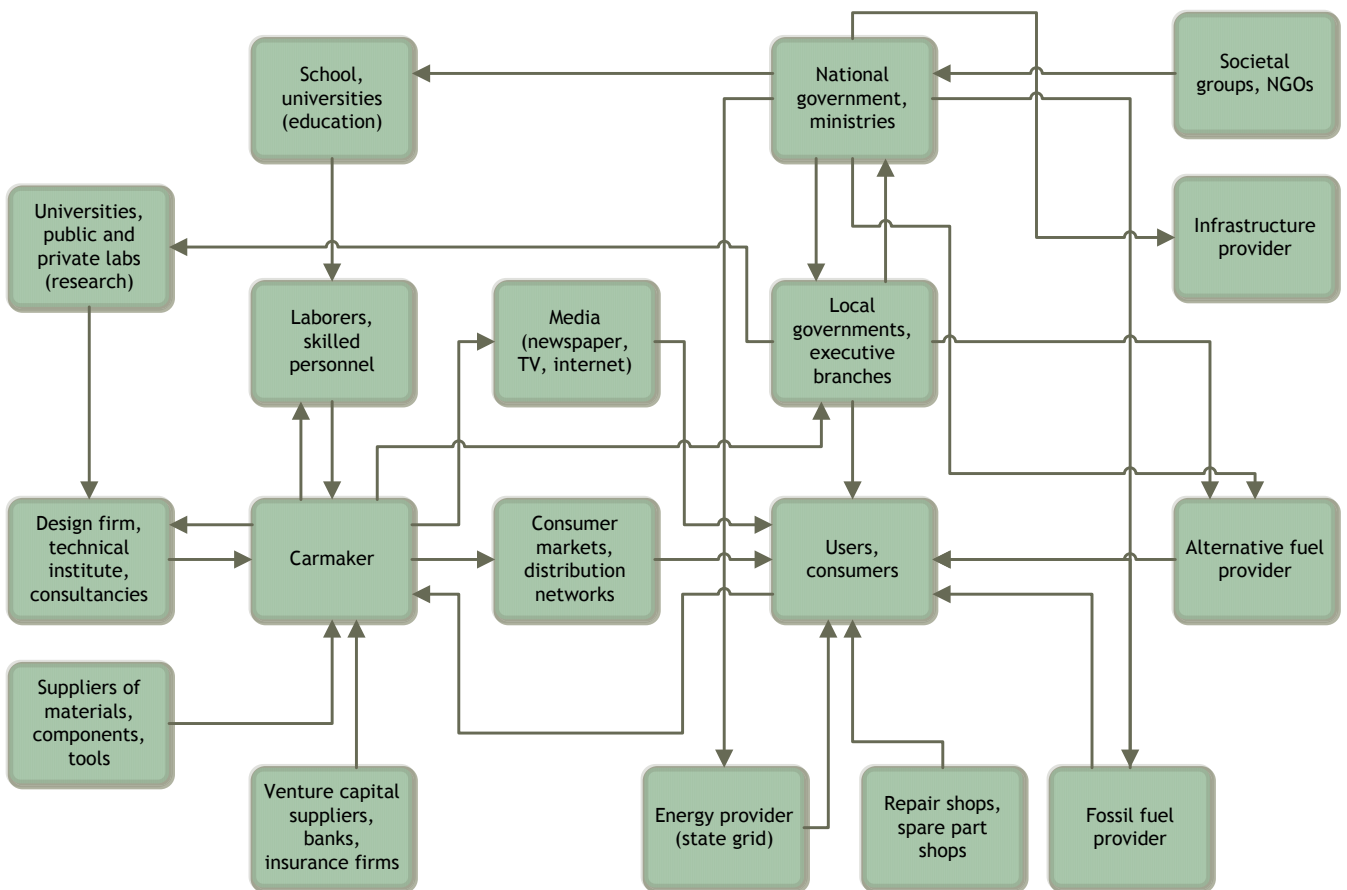 School,
universities
(education)
National
government,
ministries
Societal
groups, NGOs
Universities,
public and
private labs
(research)
Infrastructure
provider
Laborers,
skilled
personnel
Media
(newspaper,
TV, internet)
Local
governments,
executive
branches
Design firm,
technical
institute,
consultancies
Carmaker
Consumer
markets,
distribution
networks
Users,
consumers
Alternative fuel
provider
Suppliers of
materials,
components,
tools
Venture capital
suppliers,
banks,
insurance firms
Energy provider
(state grid)
Repair shops,
spare part
shops
Fossil fuel
provider